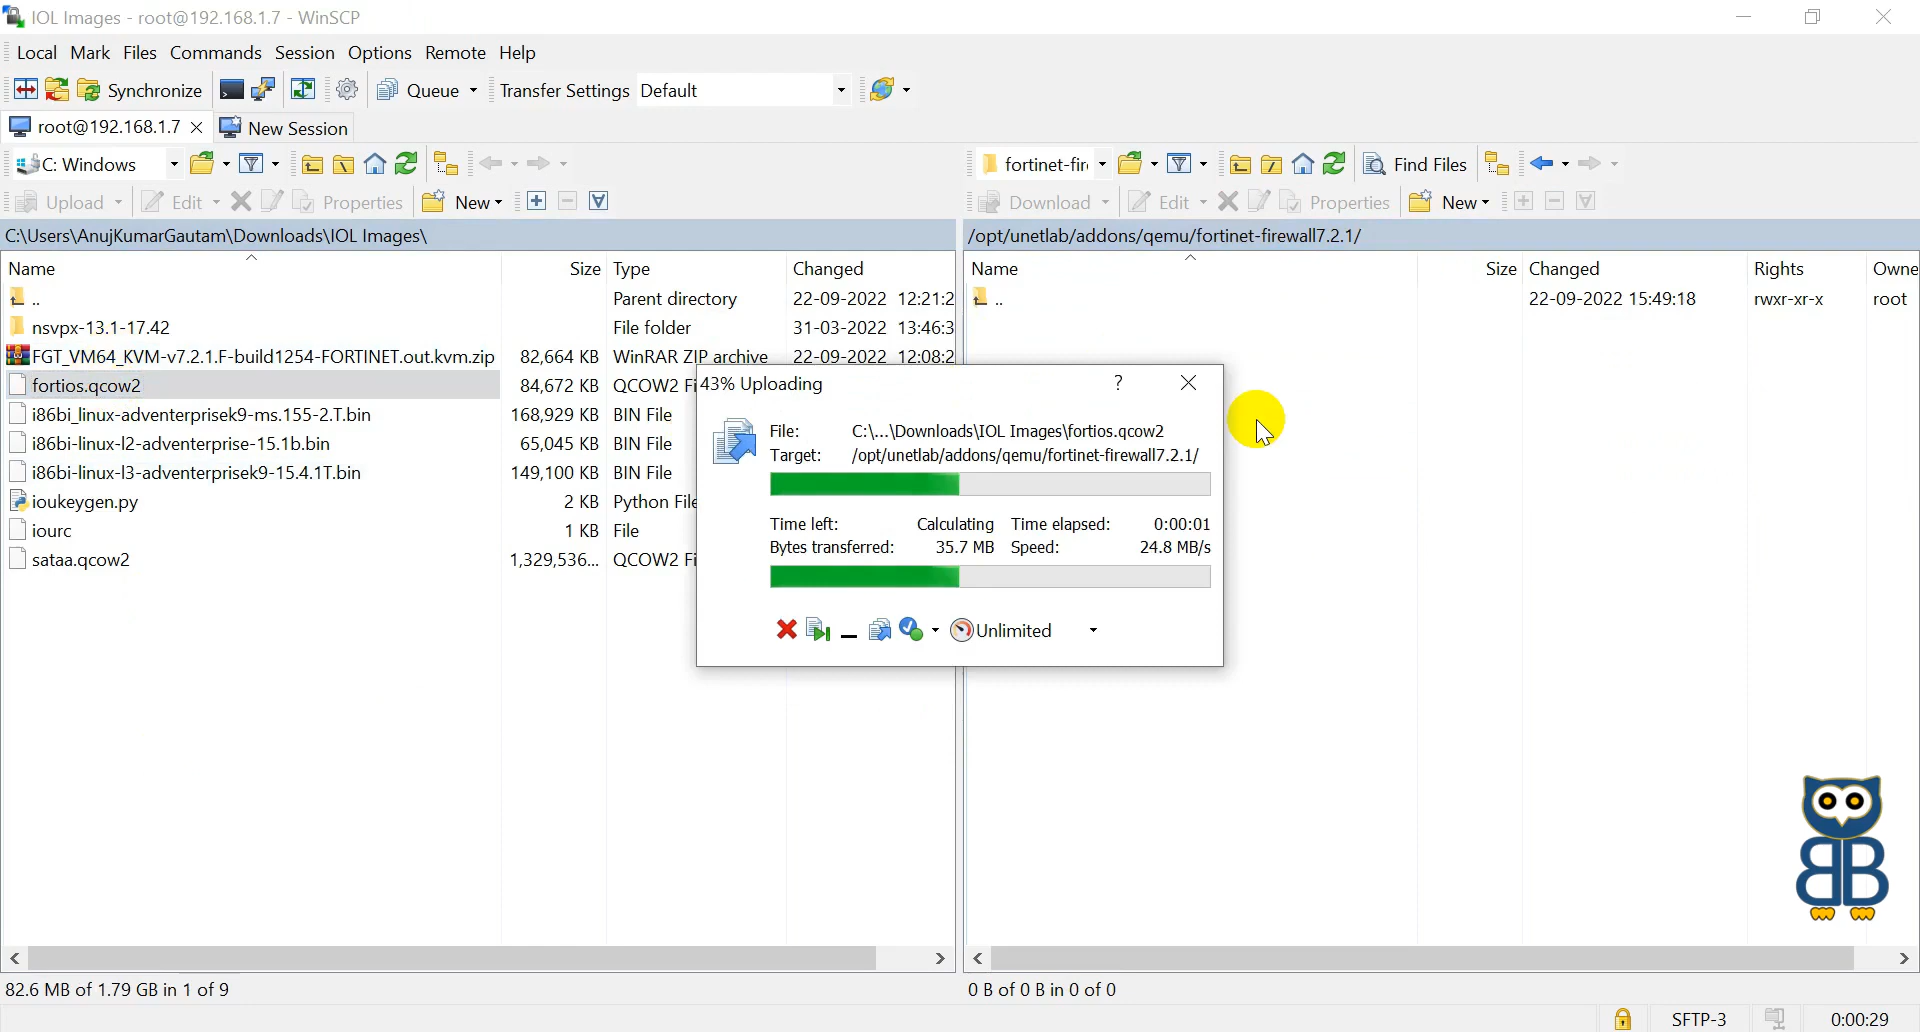 IOL Images - root@192.168.1.7 - WinSCP
Local Mark Files Commands Session Options Remote Help
Synchronize Queue Transfer Settings Default
root@192.168.1.7 New Session
C: Windows
fortinet-fir Find Files
Upload Edit Properties New
Download Edit Properties New
C:\Users\AnujKumarGautam\Downloads\IOL Images\
/opt/unetlab/addons/qemu/fortinet-firewall7.2.1/
Name Size Type Changed
.. Parent directory 22-09-2022 12:21:2
nsvpx-13.1-17.42 File folder 31-03-2022 13:46:3
FGT_VM64_KVM-v7.2.1.F-build1254-FORTINET.out.kvm.zip 82,664 KB WinRAR ZIP archive 22-09-2022 12:08:2
fortios.qcow2 84,672 KB QCOW2 Fi
i86bi_linux-adventerprisek9-ms.155-2.T.bin 168,929 KB BIN File
i86bi-linux-l2-adventerprise-15.1b.bin 65,045 KB BIN File
i86bi-linux-l3-adventerprisek9-15.4.1T.bin 149,100 KB BIN File
ioukeygen.py 2 KB Python File
iourc 1 KB File
sataa.qcow2 1,329,536... QCOW2 Fi
Name Size Changed Rights Owne
.. 22-09-2022 15:49:18 rwxr-xr-x root
43% Uploading ?
File: C:\...\Downloads\IOL Images\fortios.qcow2
Target: /opt/unetlab/addons/qemu/fortinet-firewall7.2.1/
Time left: Calculating Time elapsed: 0:00:01
Bytes transferred: 35.7 MB Speed: 24.8 MB/s
Unlimited
BB
82.6 MB of 1.79 GB in 1 of 9
0 B of 0 B in 0 of 0
SFTP-3 0:00:29